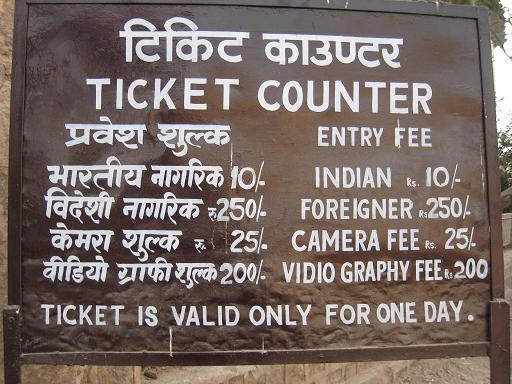 टिकिट काउण्टर
TICKET COUNTER
प्रवेश शुल्क ENTRY FEE
भारतीय नागरिक 10/- INDIAN Rs. 10/-
विदेशी नागरिक रु 250/- FOREIGNER Rs 250/-
केमरा शुल्क रु. 25/- CAMERA FEE Rs. 25/-
वीडियो ग्राफी शुल्क 200/- VIDIO GRAPHY FEE Rs 200
TICKET IS VALID ONLY FOR ONE DAY.